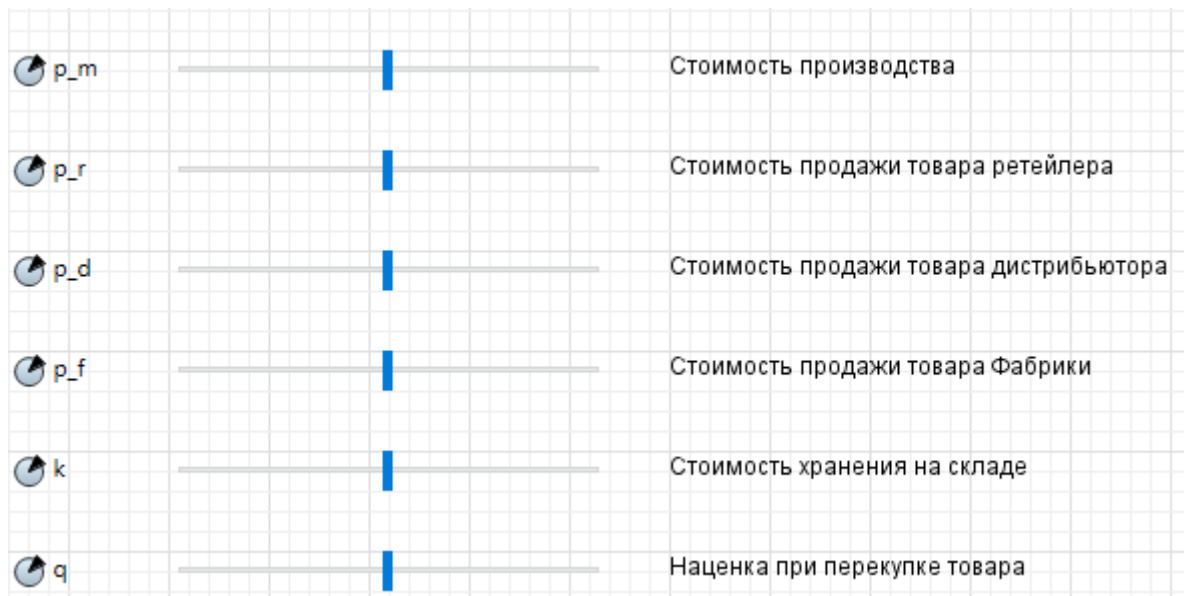 p_m Стоимость производства
p_r Стоимость продажи товара ретейлера
p_d Стоимость продажи товара дистрибьютора
p_f Стоимость продажи товара Фабрики
k Стоимость хранения на складе
q Наценка при перекупке товара